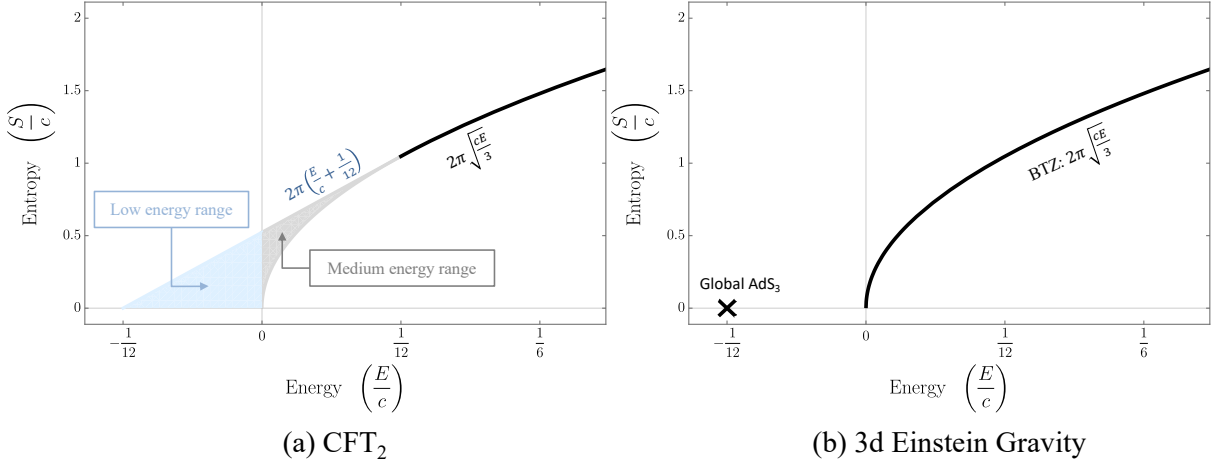 Entropy (S/c)
2
1.5
1
0.5
0
2π(E/c + 1/12)
2π√(cE/3)
Low energy range
Medium energy range
−1/12
0
1/12
1/6
Energy (E/c)
(a) CFT₂
Entropy (S/c)
2
1.5
1
0.5
0
BTZ: 2π√(cE/3)
Global AdS₃
−1/12
0
1/12
1/6
Energy (E/c)
(b) 3d Einstein Gravity